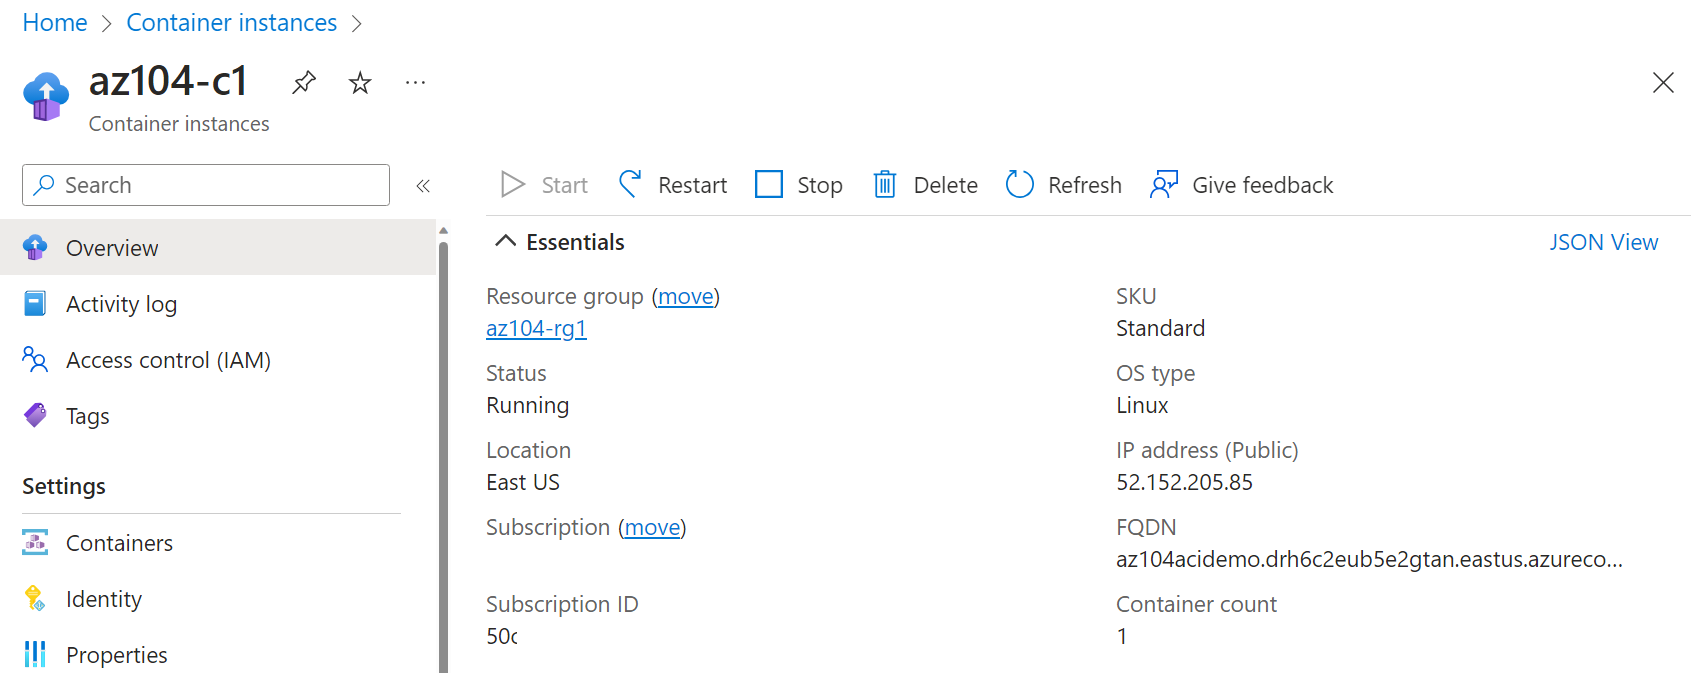 Home > Container instances >
az104-c1 ...
Container instances
Search «
Overview
Activity log
Access control (IAM)
Tags
Settings
Containers
Identity
Properties
Start Restart Stop Delete Refresh Give feedback
Essentials JSON View
Resource group (move)
az104-rg1
Status
Running
Location
East US
Subscription (move)
Subscription ID
50c
SKU
Standard
OS type
Linux
IP address (Public)
52.152.205.85
FQDN
az104acidemo.drh6c2eub5e2gtan.eastus.azureco...
Container count
1